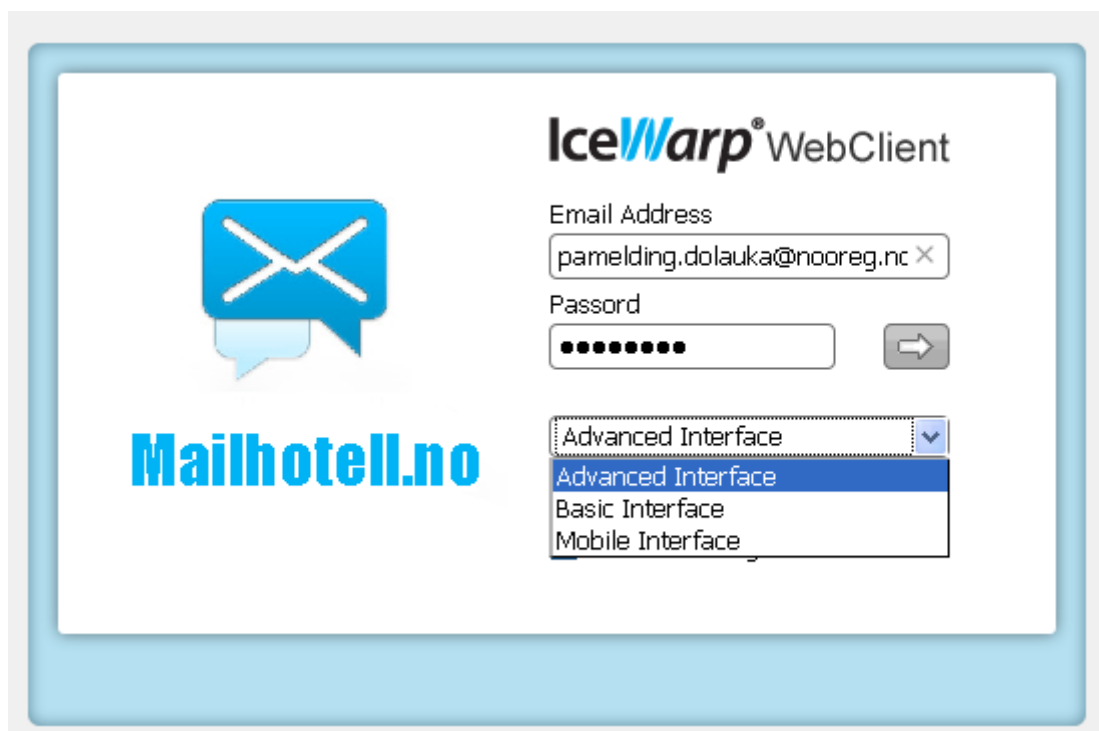 IceWarp® WebClient
Email Address
pamelding.dolauka@nooreg.nc
Passord
Mailhotell.no
Advanced Interface
Advanced Interface
Basic Interface
Mobile Interface